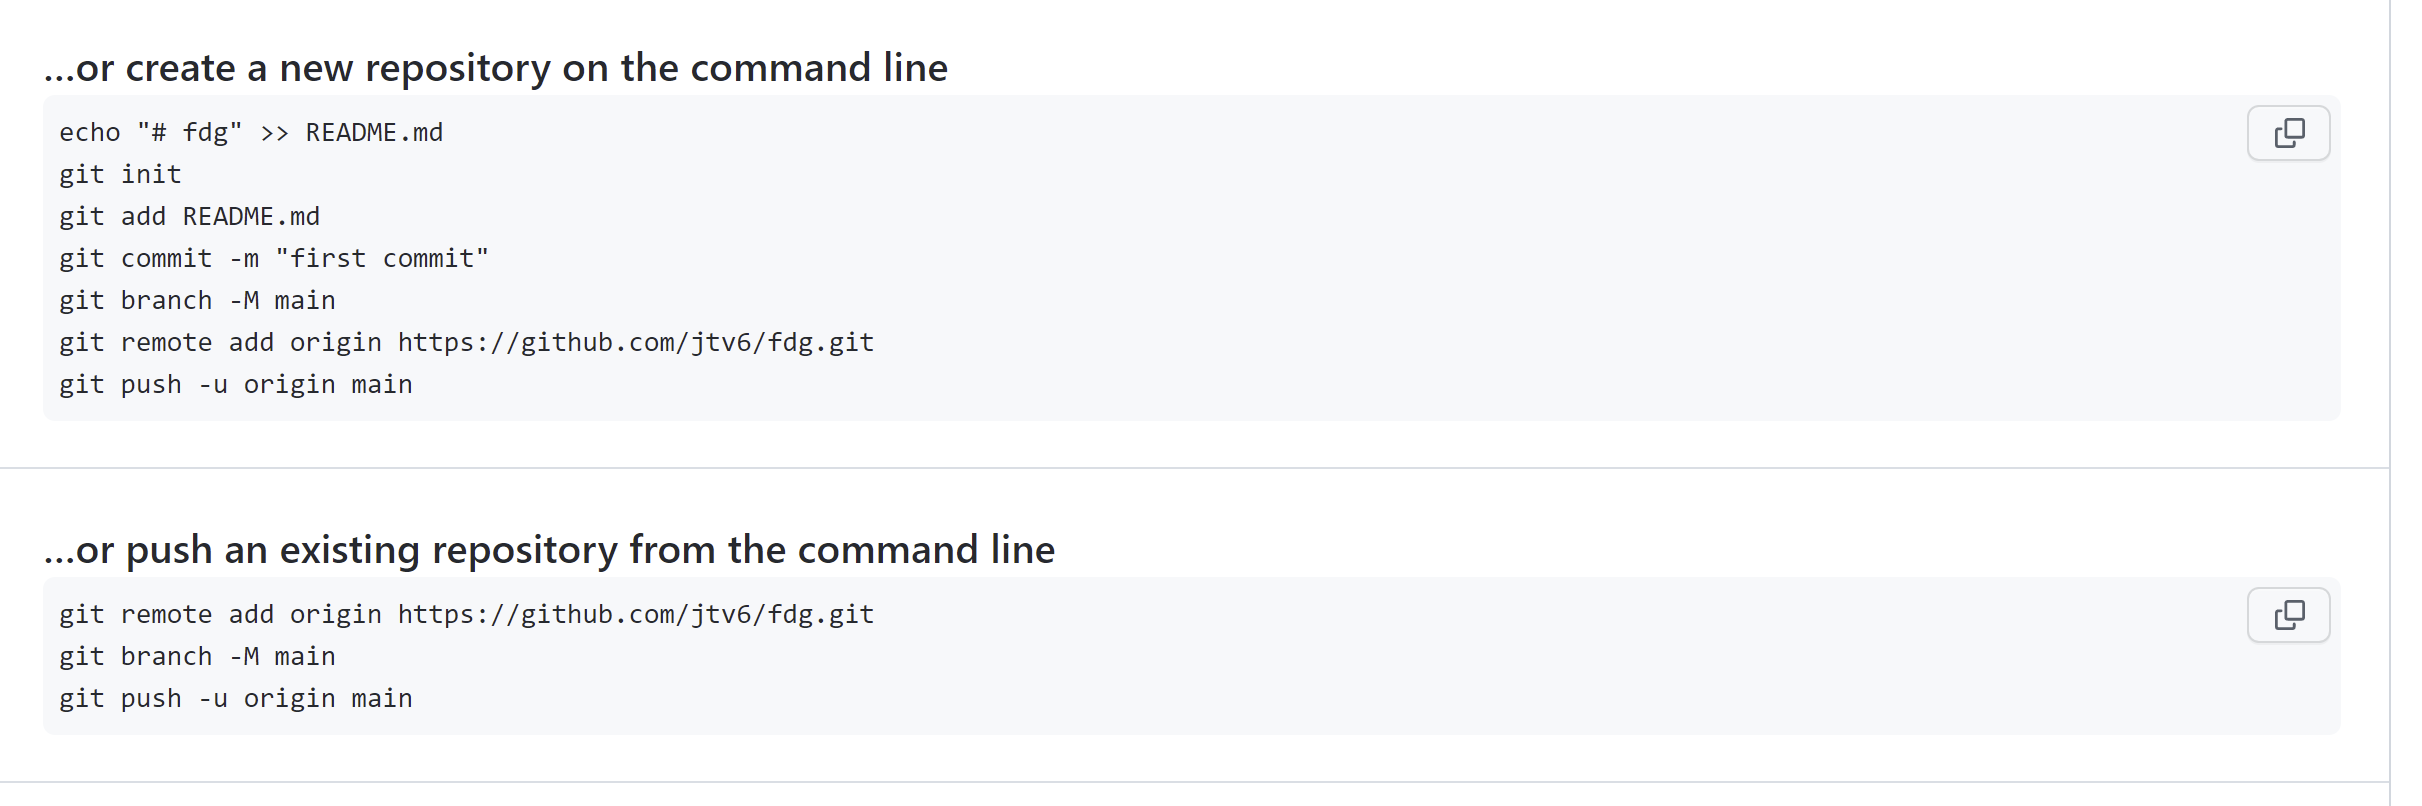 ...or create a new repository on the command line
echo "# fdg" >> README.md
git init
git add README.md
git commit -m "first commit"
git branch -M main
git remote add origin https://github.com/jtv6/fdg.git
git push -u origin main
...or push an existing repository from the command line
git remote add origin https://github.com/jtv6/fdg.git
git branch -M main
git push -u origin main